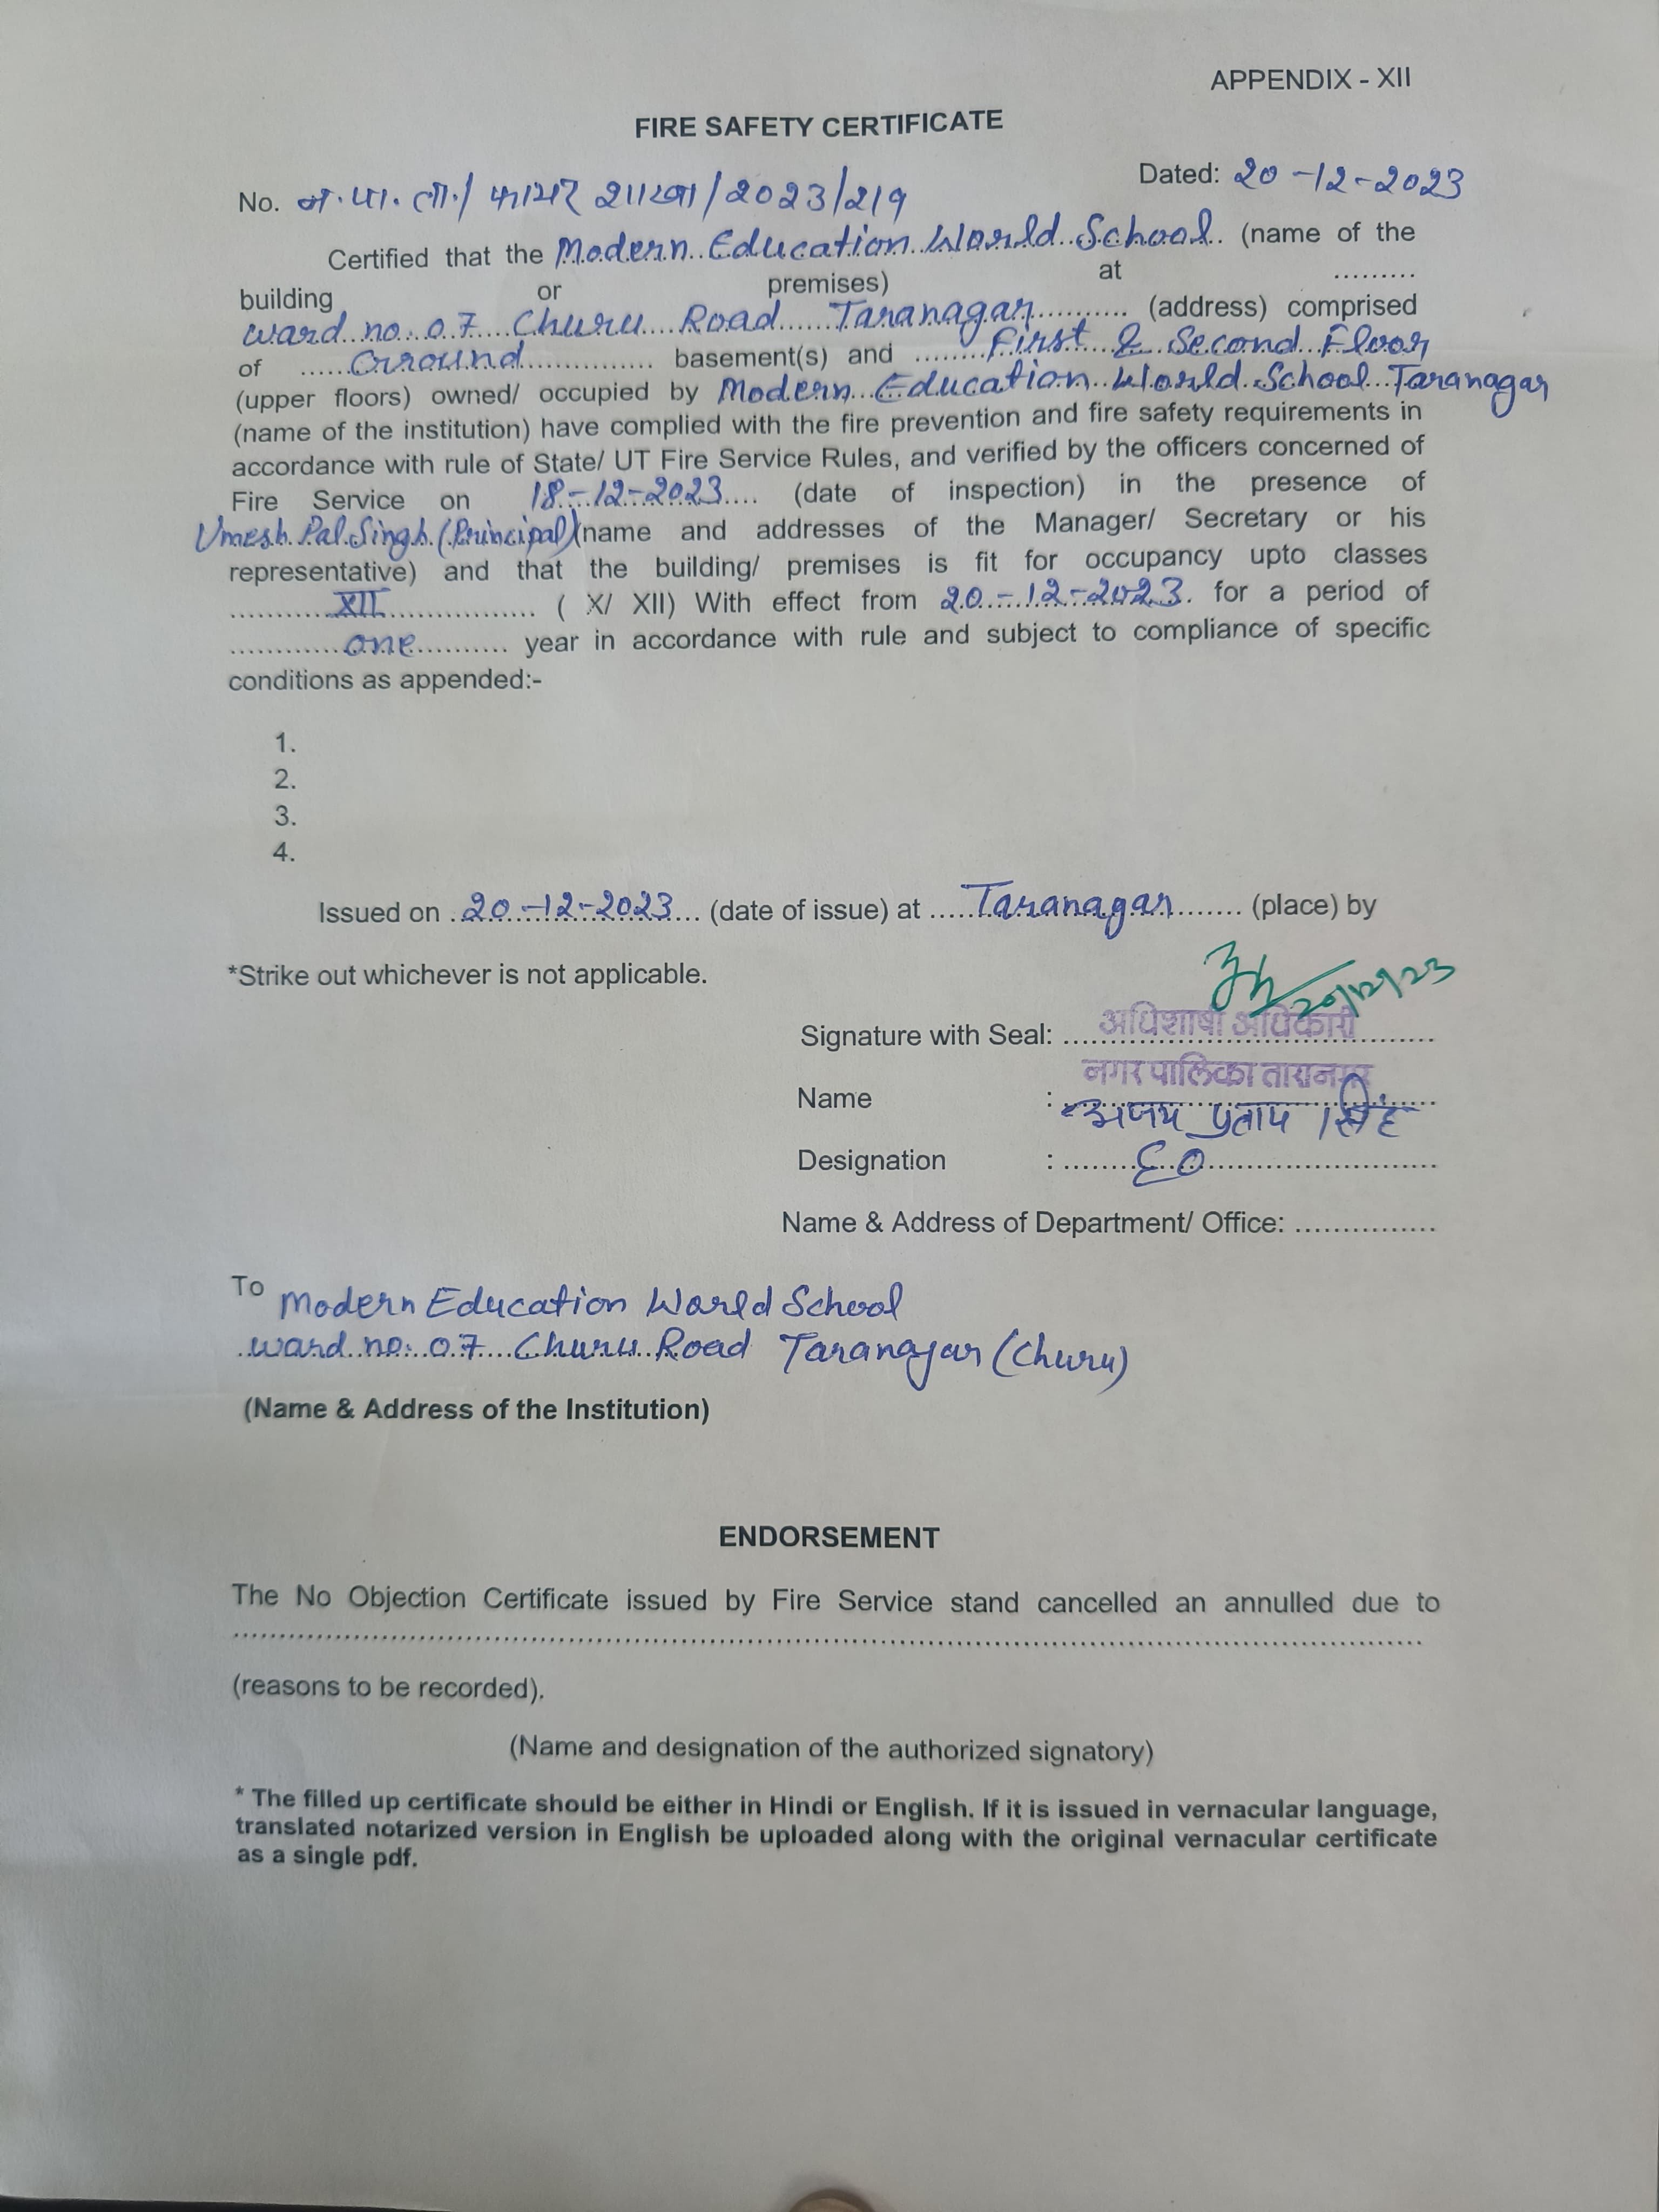 APPENDIX - XII
FIRE SAFETY CERTIFICATE
Dated: 20-12-2023
No. न.पा.ता./ फायर शाखा/2023/219
Certified that the Modern Education World School. (name of the
building or premises) at .........
ward no. 07 Churu Road Taranagar.......... (address) comprised
of ......Ground.............. basement(s) and ........First & Second Floor
(upper floors) owned/ occupied by Modern Education World School Taranagar
(name of the institution) have complied with the fire prevention and fire safety requirements in
accordance with rule of State/ UT Fire Service Rules, and verified by the officers concerned of
Fire Service on 18-12-2023.... (date of inspection) in the presence of
Umesh Pal Singh (Principal) (name and addresses of the Manager/ Secretary or his
representative) and that the building/ premises is fit for occupancy upto classes
............XII.................. ( X/ XII) With effect from 20-12-2023. for a period of
.............one.......... year in accordance with rule and subject to compliance of specific
conditions as appended:-
1.
2.
3.
4.
Issued on .20-12-2023... (date of issue) at .....Taranagar....... (place) by
*Strike out whichever is not applicable.
20/12/23
Signature with Seal: अधिशाषी अधिकारी
नगर पालिका तारानगर
Name : अजय प्रताप सिंह
Designation : ........EO........................
Name & Address of Department/ Office: ...............
To Modern Education World School
ward no. 07 Churu Road Taranagar (Churu)
(Name & Address of the Institution)
ENDORSEMENT
The No Objection Certificate issued by Fire Service stand cancelled an annulled due to
................................................................................
(reasons to be recorded).
(Name and designation of the authorized signatory)
* The filled up certificate should be either in Hindi or English. If it is issued in vernacular language,
translated notarized version in English be uploaded along with the original vernacular certificate
as a single pdf.